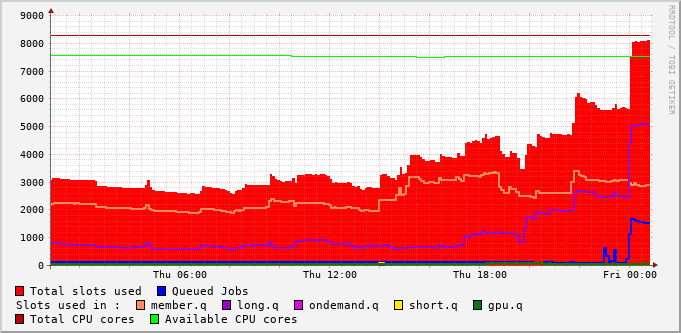 9000
8000
7000
6000
5000
4000
3000
2000
1000
0
Thu 06:00 Thu 12:00 Thu 18:00 Fri 00:00
RRDTOOL / TOBI OETIKER
Total slots used Queued Jobs
Slots used in : member.q long.q ondemand.q short.q gpu.q
Total CPU cores Available CPU cores